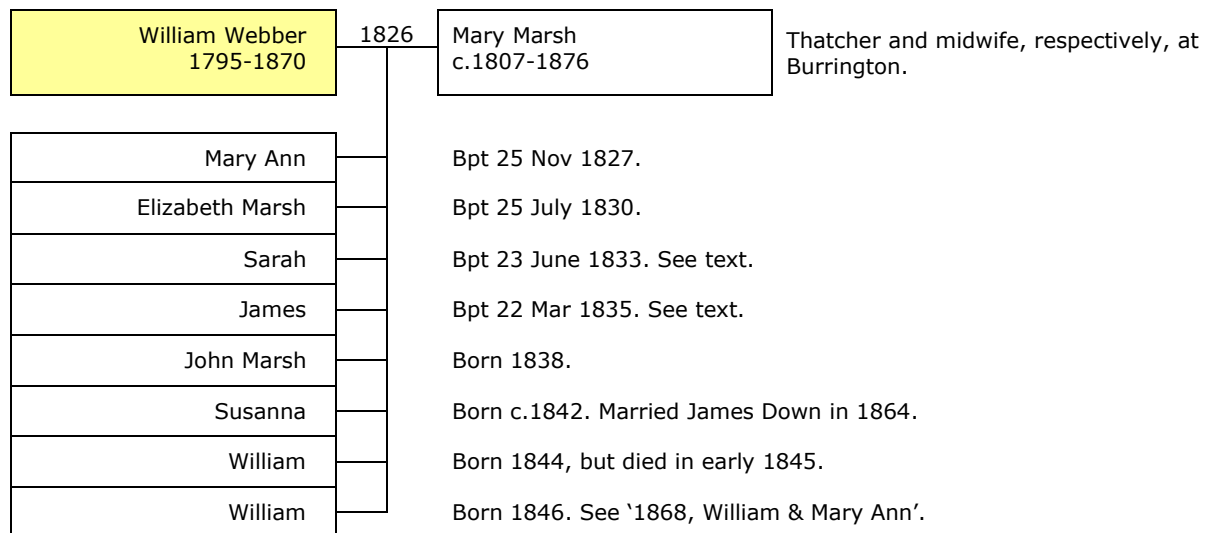 William Webber
1795-1870
1826
Mary Marsh
c.1807-1876
Thatcher and midwife, respectively, at
Burrington.
Mary Ann
Bpt 25 Nov 1827.
Elizabeth Marsh
Bpt 25 July 1830.
Sarah
Bpt 23 June 1833. See text.
James
Bpt 22 Mar 1835. See text.
John Marsh
Born 1838.
Susanna
Born c.1842. Married James Down in 1864.
William
Born 1844, but died in early 1845.
William
Born 1846. See ‘1868, William & Mary Ann’.